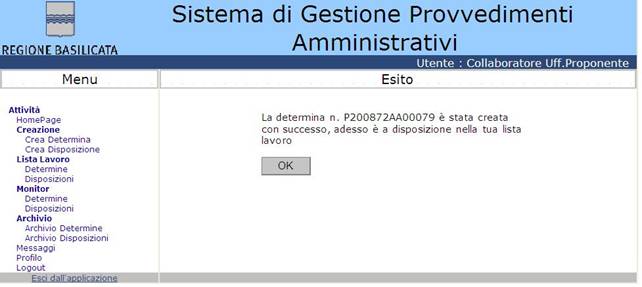 Sistema di Gestione Provvedimenti
Amministrativi
REGIONE BASILICATA
Utente : Collaboratore Uff.Proponente
Menu
Esito
Attività
HomePage
Creazione
Crea Determina
Crea Disposizione
Lista Lavoro
Determine
Disposizioni
Monitor
Determine
Disposizioni
Archivio
Archivio Determine
Archivio Disposizioni
Messaggi
Profilo
Logout
Esci dall'applicazione
La determina n. P200872AA00079 è stata creata
con successo, adesso è a disposizione nella tua lista
lavoro
OK